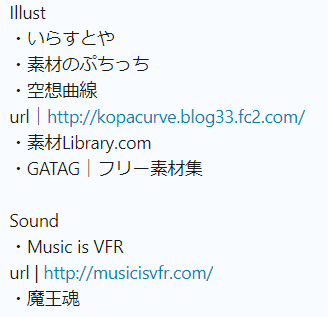 Illust
・いらすとや
・素材のぷちっち
・空想曲線
url｜http://kopacurve.blog33.fc2.com/
・素材Library.com
・GATAG｜フリー素材集
Sound
・Music is VFR
url | http://musicisvfr.com/
・魔王魂